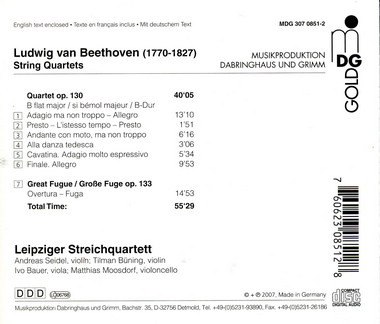 English text enclosed • Texte en français inclus • Mit deutschem Text
MDG 307 0851-2
Ludwig van Beethoven (1770-1827)
String Quartets
MUSIKPRODUKTION
DABRINGHAUS UND GRIMM
MDG
GOLD
Quartet op. 130 40'05
B flat major / si bémol majeur / B-Dur
1 Adagio ma non troppo – Allegro 13'10
2 Presto – L'istesso tempo – Presto 1'51
3 Andante con moto, ma non troppo 6'16
4 Alla danza tedesca 3'06
5 Cavatina. Adagio molto espressivo 5'34
6 Finale. Allegro 9'53
7 Great Fugue / Große Fuge op. 133
Overtura – Fuga 14'53
Total Time: 55'29
7 60623 08512 8
Leipziger Streichquartett
Andreas Seidel, violin; Tilman Büning, violin
Ivo Bauer, viola; Matthias Moosdorf, violoncello
DDD
LC 06768
© + ℗ 2007, Made in Germany
Musikproduktion Dabringhaus und Grimm, Bachstr. 35, D-32756 Detmold, Tel. +49-(0)5231-93890, Fax. +49-(0)5231-26186